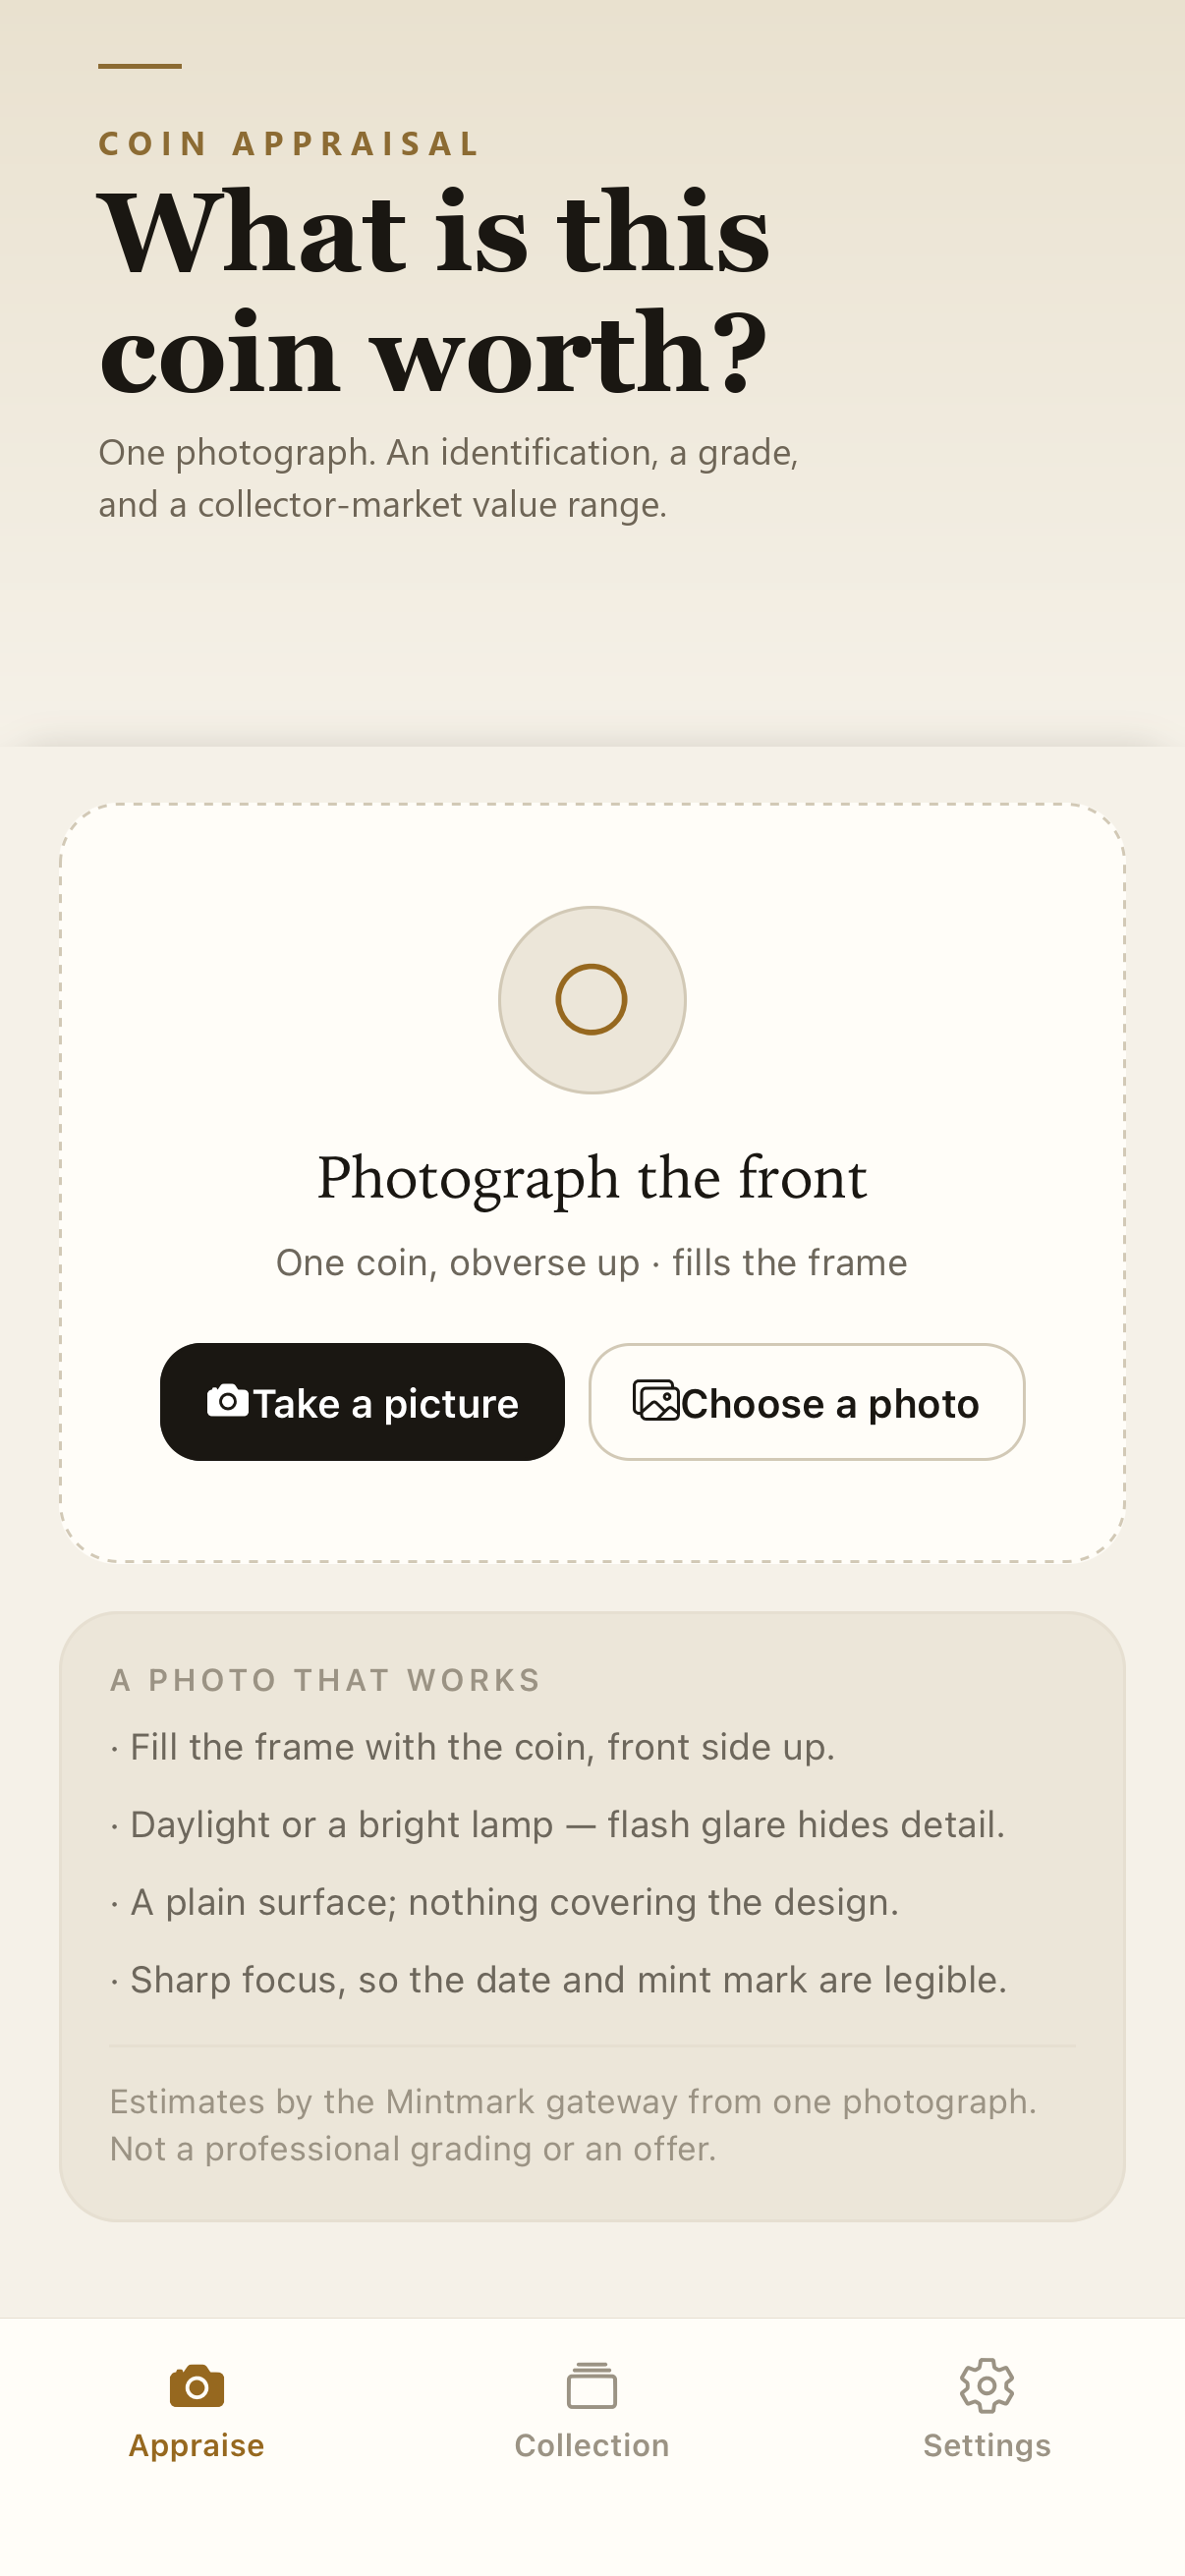 COIN APPRAISAL
What is this
coin worth?
One photograph. An identification, a grade,
and a collector-market value range.
Photograph the front
One coin, obverse up · fills the frame
Take a picture
Choose a photo
A PHOTO THAT WORKS
· Fill the frame with the coin, front side up.
· Daylight or a bright lamp — flash glare hides detail.
· A plain surface; nothing covering the design.
· Sharp focus, so the date and mint mark are legible.
Estimates by the Mintmark gateway from one photograph.
Not a professional grading or an offer.
Appraise
Collection
Settings